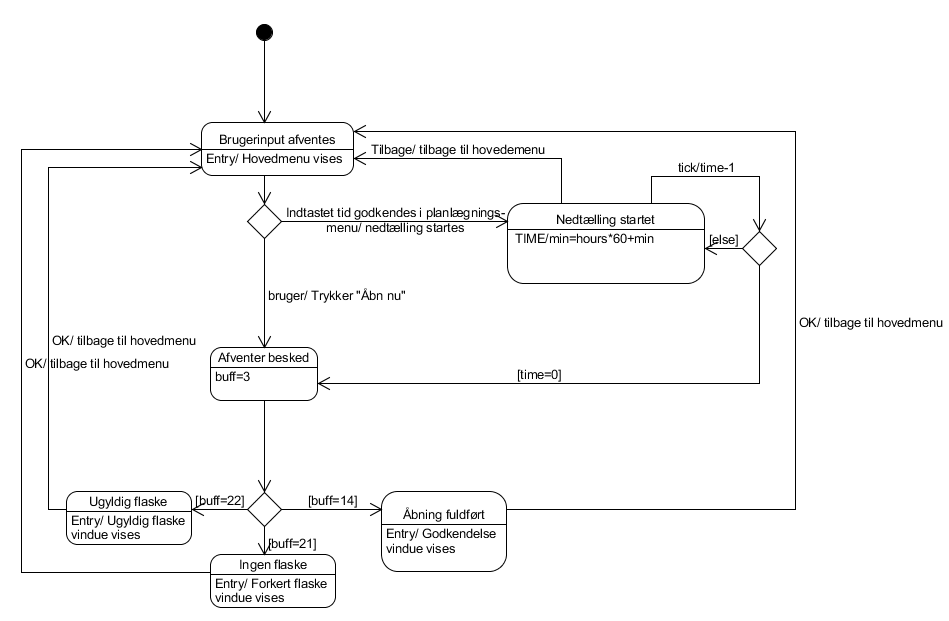 Brugerinput afventes
Entry/ Hovedmenu vises
Tilbage/ tilbage til hovedemenu
tick/time-1
Indtastet tid godkendes i planlægnings-
menu/ nedtælling startes
Nedtælling startet
TIME/min=hours*60+min
[else]
bruger/ Trykker "Åbn nu"
OK/ tilbage til hovedmenu
OK/ tilbage til hovedmenu
OK/ tilbage til hovedmenu
Afventer besked
buff=3
[time=0]
Ugyldig flaske
Entry/ Ugyldig flaske
vindue vises
[buff=22]
[buff=14]
Åbning fuldført
Entry/ Godkendelse
vindue vises
[buff=21]
Ingen flaske
Entry/ Forkert flaske
vindue vises